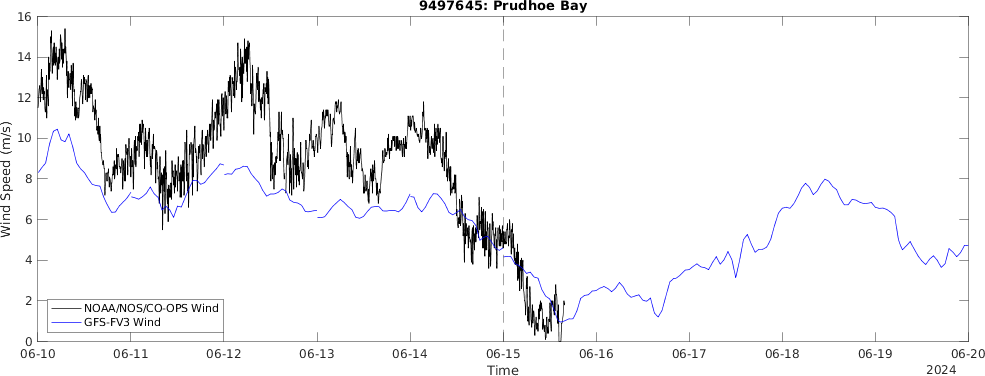 9497645: Prudhoe Bay
Wind Speed (m/s)
16
14
12
10
8
6
4
2
0
NOAA/NOS/CO-OPS Wind
GFS-FV3 Wind
06-10 06-11 06-12 06-13 06-14 06-15 06-16 06-17 06-18 06-19 06-20
Time
2024